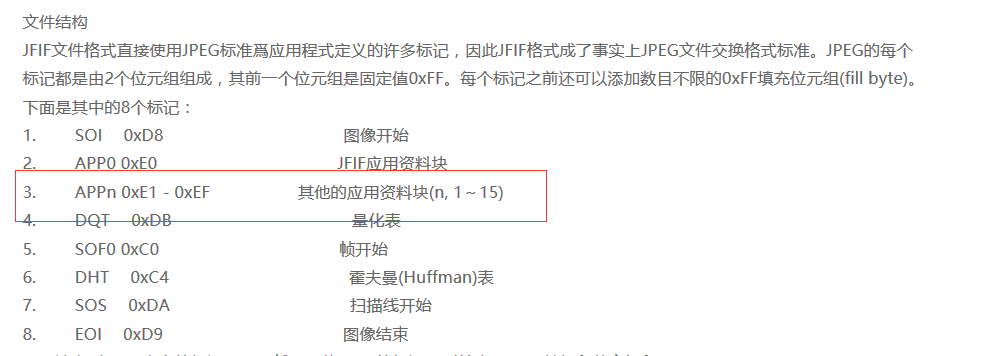 文件结构
JFIF文件格式直接使用JPEG标准爲应用程式定义的许多标记，因此JFIF格式成了事实上JPEG文件交换格式标准。JPEG的每个
标记都是由2个位元组组成，其前一个位元组是固定值0xFF。每个标记之前还可以添加数目不限的0xFF填充位元组(fill byte)。
下面是其中的8个标记：
1. SOI 0xD8 图像开始
2. APP0 0xE0 JFIF应用资料块
3. APPn 0xE1 - 0xEF 其他的应用资料块(n, 1～15)
4. DQT 0xDB 量化表
5. SOF0 0xC0 帧开始
6. DHT 0xC4 霍夫曼(Huffman)表
7. SOS 0xDA 扫描线开始
8. EOI 0xD9 图像结束